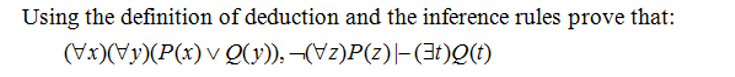 Using the definition of deduction and the inference rules prove that:
(∀x)(∀y)(P(x) ∨ Q(y)), ¬(∀z)P(z) |– (∃t)Q(t)